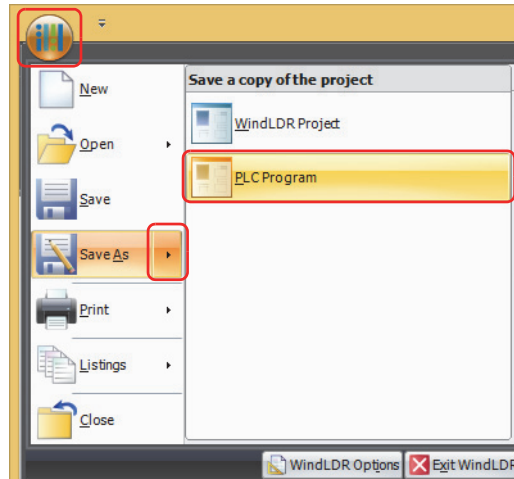 New
Open
Save
Save As
Print
Listings
Close
Save a copy of the project
WindLDR Project
PLC Program
WindLDR Options
Exit WindLDR